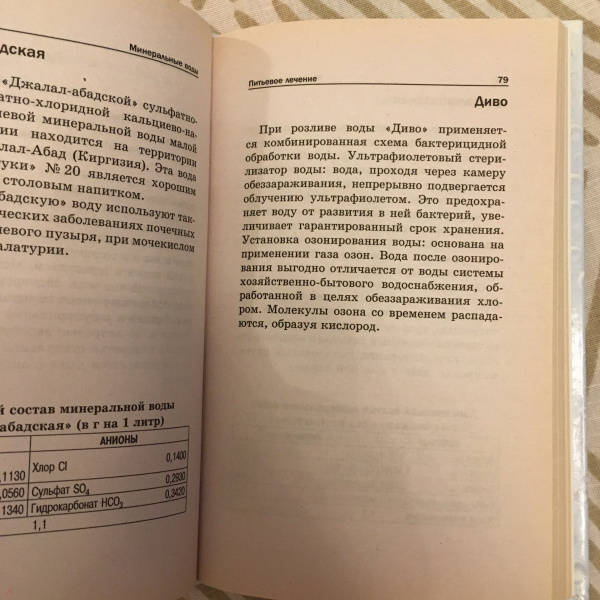 дская
Минеральные воды
«Джалал-абадской» сульфатно-
атно-хлоридной кальциево-на-
невой минеральной воды малой
ии находится на территории
лал-Абад (Киргизия). Эта вода
туки» № 20 является хорошим
столовым напитком.
бадскую» воду используют так-
ческих заболеваниях почечных
чевого пузыря, при мочекислом
алатурии.
й состав минеральной воды
абадская» (в г на 1 литр)
АНИОНЫ
,1130 Хлор Cl 0,1400
,0560 Сульфат SO4 0,2930
1340 Гидрокарбонат HCO3 0,3420
1,1
Питьевое лечение 79
Диво
При розливе воды «Диво» применяет-
ся комбинированная схема бактерицидной
обработки воды. Ультрафиолетовый стери-
лизатор воды: вода, проходя через камеру
обеззараживания, непрерывно подвергается
облучению ультрафиолетом. Это предохра-
няет воду от развития в ней бактерий, уве-
личивает гарантированный срок хранения.
Установка озонирования воды: основана на
применении газа озон. Вода после озониро-
вания выгодно отличается от воды системы
хозяйственно-бытового водоснабжения, об-
работанной в целях обеззараживания хло-
ром. Молекулы озона со временем распада-
ются, образуя кислород.